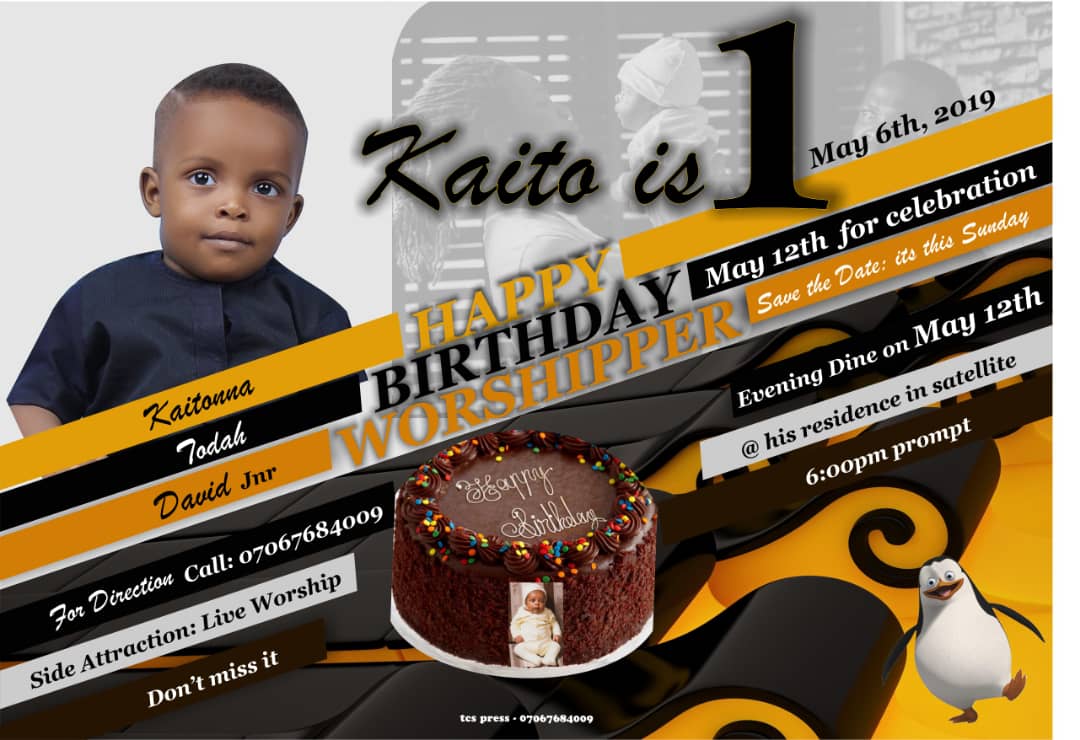 Kaito is 1
May 6th, 2019
May 12th for celebration
Save the Date: its this Sunday
HAPPY
BIRTHDAY
WORSHIPPER
Evening Dine on May 12th
@ his residence in satellite
6:00pm prompt
Kaitonna
Todah
David Jnr
For Direction Call: 07067684009
Side Attraction: Live Worship
Don't miss it
Happy
Birthday
tcs press - 07067684009